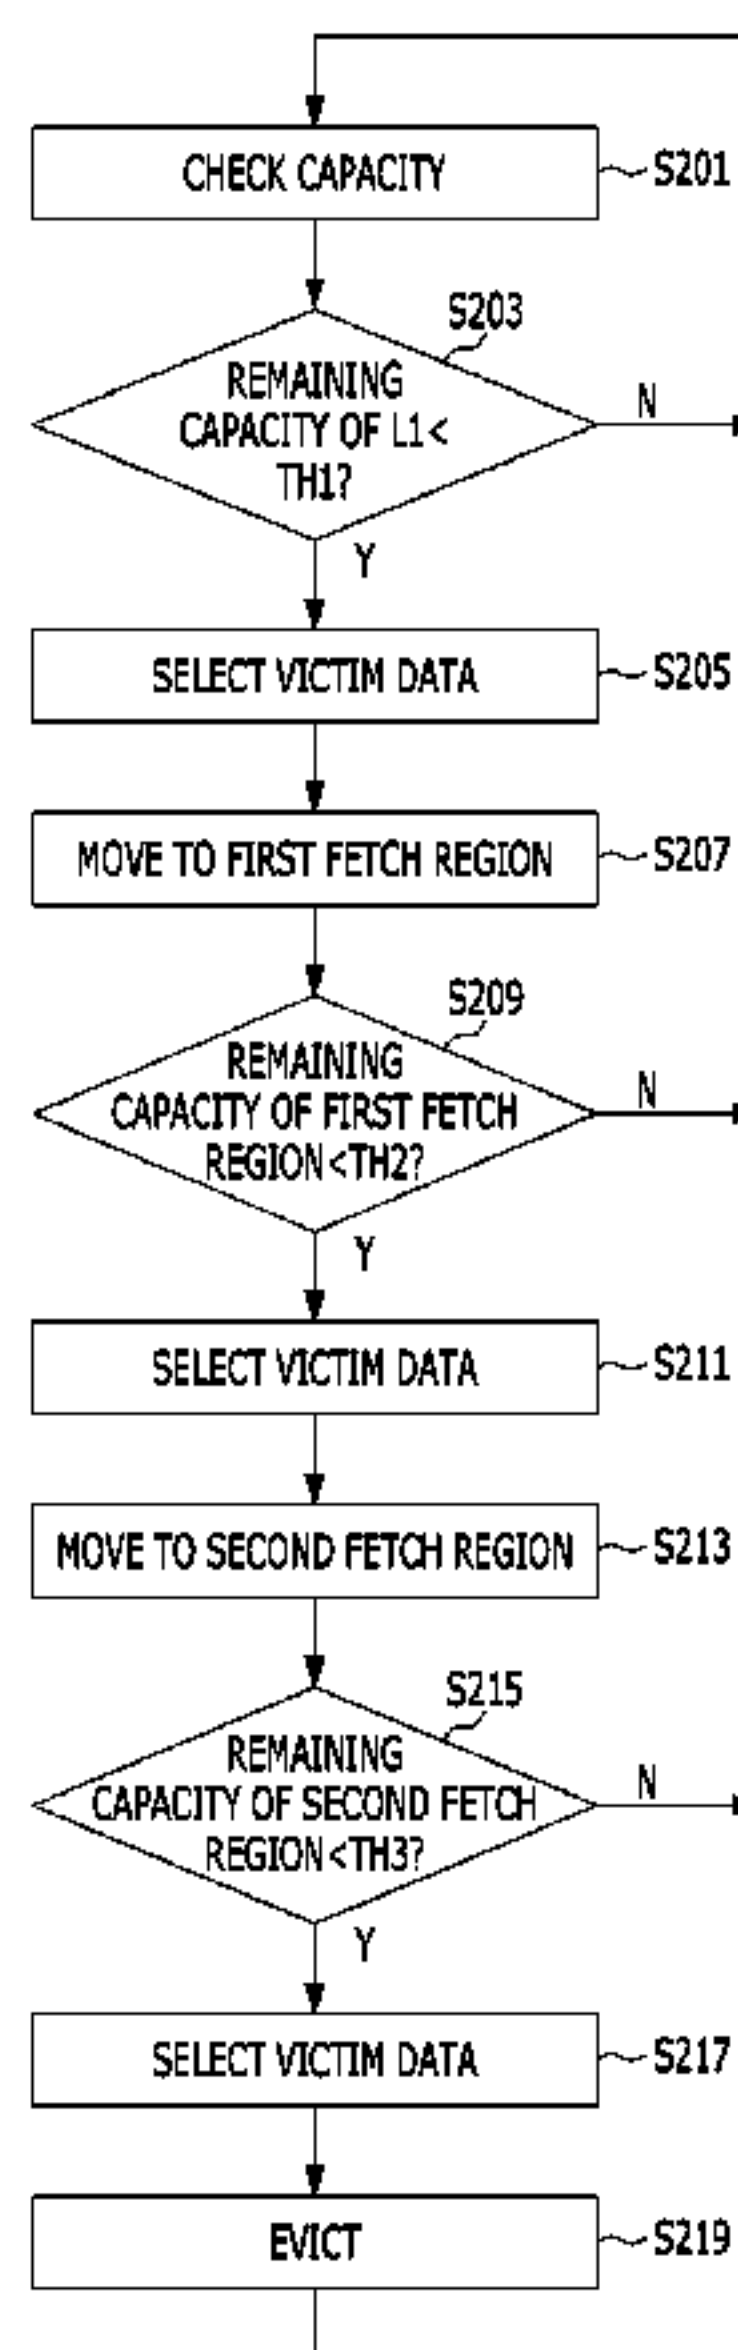 CHECK CAPACITY
S201
S203
REMAINING
CAPACITY OF L1<
TH1?
N
Y
SELECT VICTIM DATA
S205
MOVE TO FIRST FETCH REGION
S207
S209
REMAINING
CAPACITY OF FIRST FETCH
REGION<TH2?
N
Y
SELECT VICTIM DATA
S211
MOVE TO SECOND FETCH REGION
S213
S215
REMAINING
CAPACITY OF SECOND FETCH
REGION<TH3?
N
Y
SELECT VICTIM DATA
S217
EVICT
S219